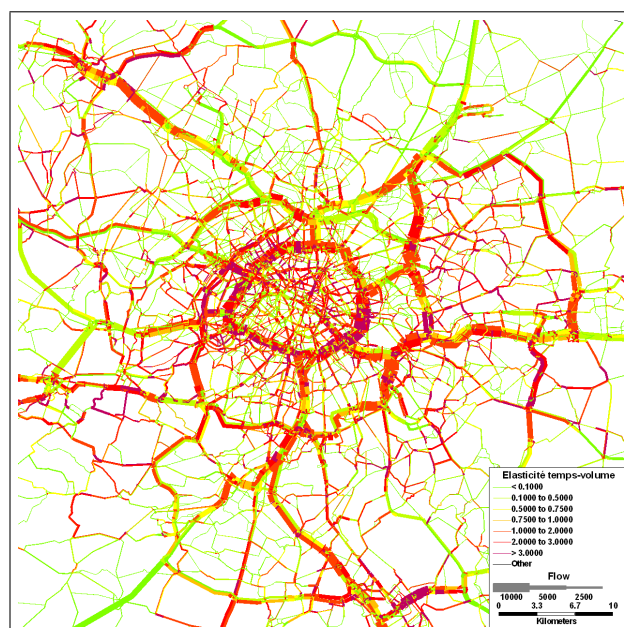 Elasticité temps-volume
< 0.1000
0.1000 to 0.5000
0.5000 to 0.7500
0.7500 to 1.0000
1.0000 to 2.0000
2.0000 to 3.0000
> 3.0000
Other
Flow
10000 5000 2500
0 3.3 6.7 10
Kilometers